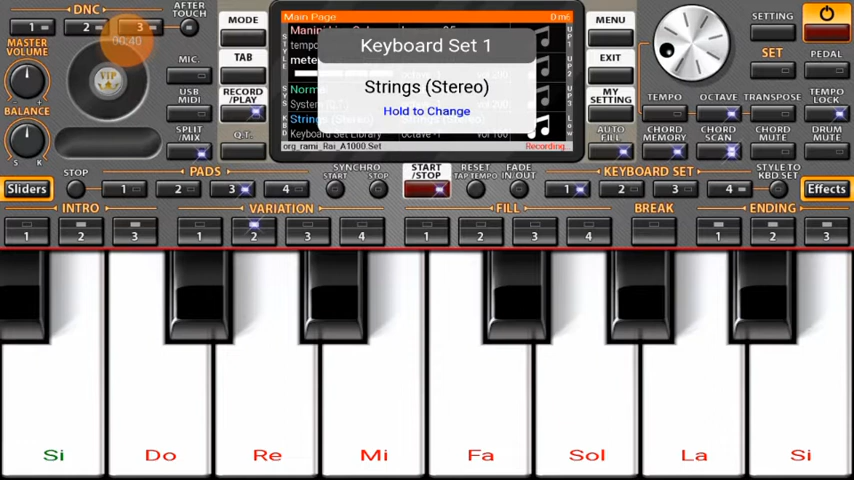 DNC
AFTER TOUCH
1 2 3
00:40
MASTER VOLUME
MIC.
USB MIDI
BALANCE
S K
SPLIT/MIX
VIP
MODE
TAB
RECORD/PLAY
Q.T.
Main Page
Keyboard Set 1
Strings (Stereo)
Hold to Change
Keyboard Set Library
org_rami_Rai_A1000.Set Recording..
MENU
EXIT
MY SETTING
AUTO FILL
SETTING
SET
PEDAL
TEMPO OCTAVE TRANSPOSE TEMPO LOCK
CHORD MEMORY CHORD SCAN CHORD MUTE DRUM MUTE
Sliders
STOP PADS
1 2 3 4
SYNCHRO
START STOP
START/STOP
RESET TAP TEMPO
FADE IN/OUT
KEYBOARD SET
1 2 3 4
STYLE TO KBD.SET
Effects
INTRO VARIATION FILL BREAK ENDING
1 2 3 1 2 3 4 1 2 3 4 1 2 3
Si Do Re Mi Fa Sol La Si